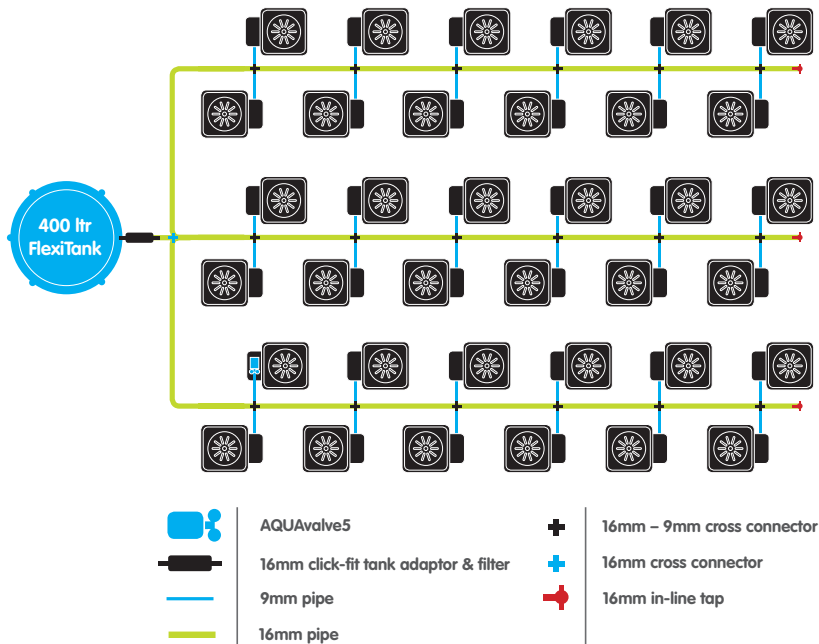 400 ltr
FlexiTank
AQUAvalve5
16mm click-fit tank adaptor & filter
9mm pipe
16mm pipe
16mm – 9mm cross connector
16mm cross connector
16mm in-line tap